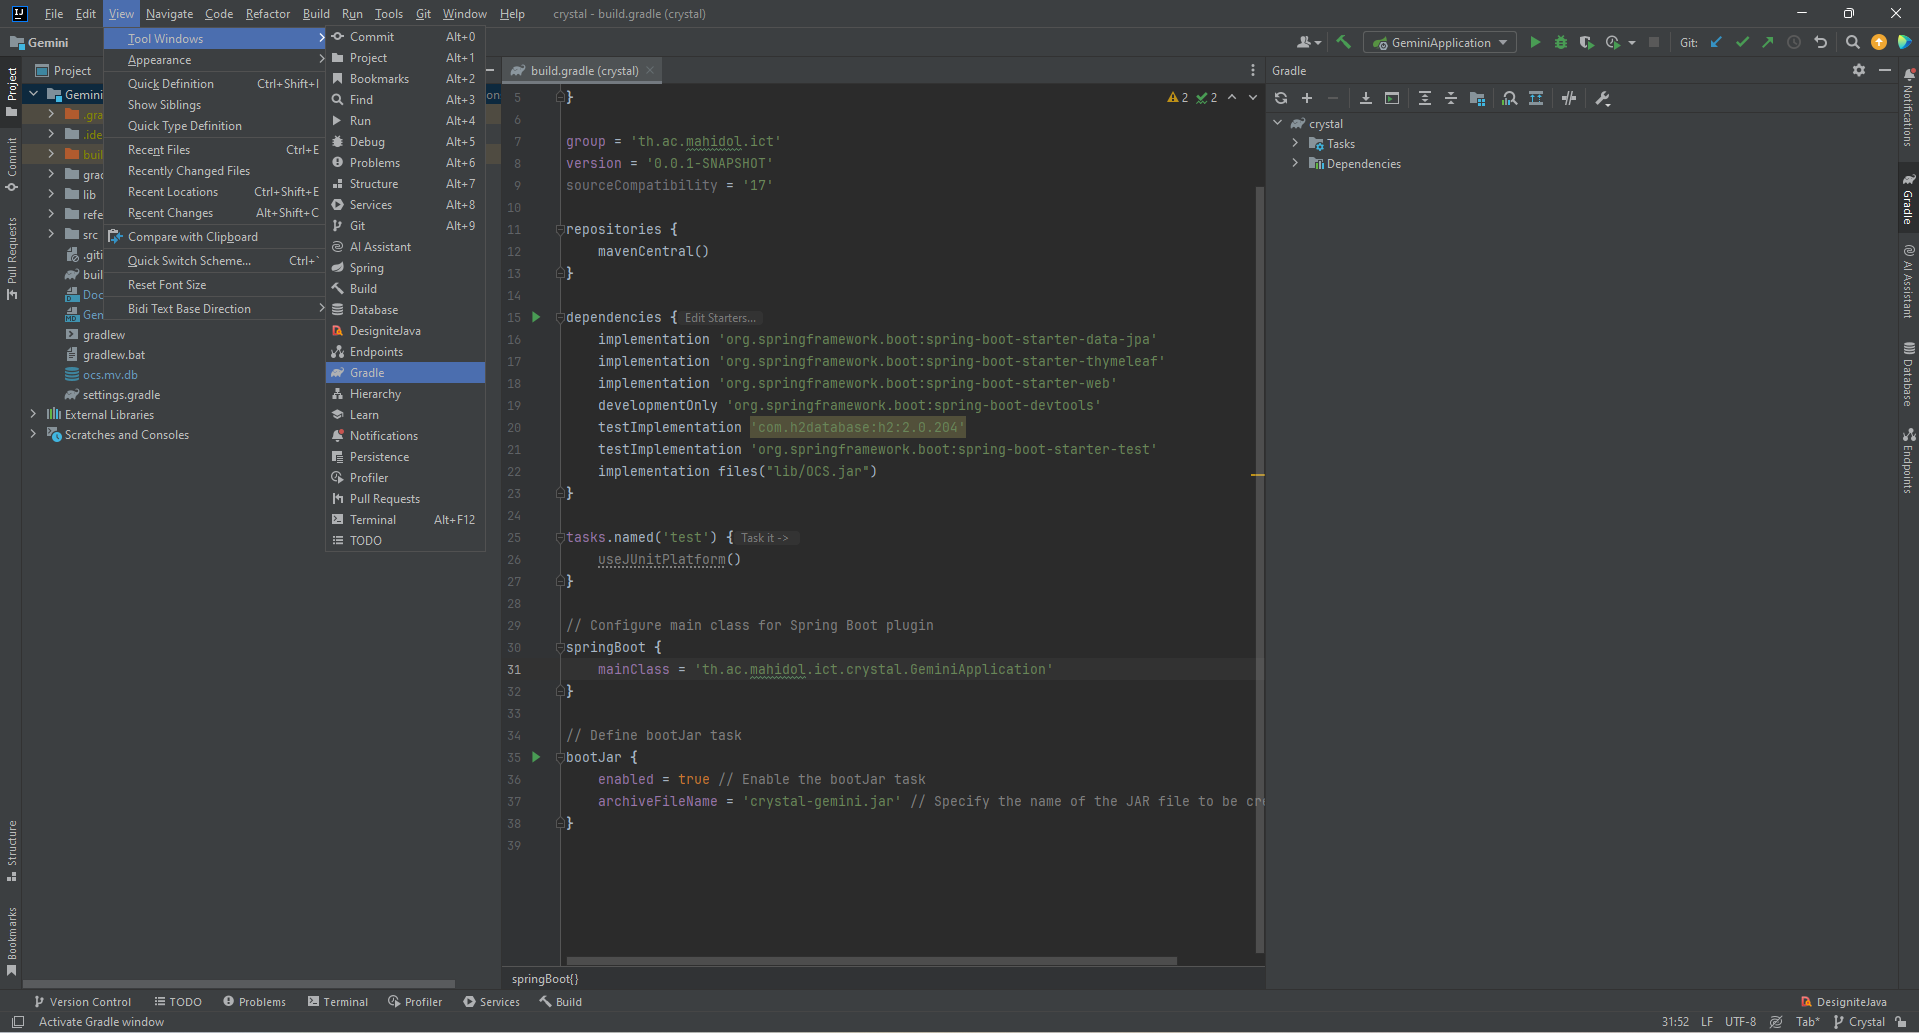 File Edit View Navigate Code Refactor Build Run Tools Git Window Help crystal - build.gradle (crystal)
Gemini
GeminiApplication
Git:
Project
Commit
Pull Requests
Structure
Bookmarks
Project
Gemini
.gra
.ide
buil
grad
lib
refe
src
.giti
buil
Doc
Gem
gradlew
gradlew.bat
ocs.mv.db
settings.gradle
External Libraries
Scratches and Consoles
Tool Windows
Appearance
Quick Definition Ctrl+Shift+I
Show Siblings
Quick Type Definition
Recent Files Ctrl+E
Recently Changed Files
Recent Locations Ctrl+Shift+E
Recent Changes Alt+Shift+C
Compare with Clipboard
Quick Switch Scheme... Ctrl+`
Reset Font Size
Bidi Text Base Direction
Commit Alt+0
Project Alt+1
Bookmarks Alt+2
Find Alt+3
Run Alt+4
Debug Alt+5
Problems Alt+6
Structure Alt+7
Services Alt+8
Git Alt+9
AI Assistant
Spring
Build
Database
DesigniteJava
Endpoints
Gradle
Hierarchy
Learn
Notifications
Persistence
Profiler
Pull Requests
Terminal Alt+F12
TODO
build.gradle (crystal)
2 2
5 }
6
7 group = 'th.ac.mahidol.ict'
8 version = '0.0.1-SNAPSHOT'
9 sourceCompatibility = '17'
10
11 repositories {
12 mavenCentral()
13 }
14
15 dependencies { Edit Starters...
16 implementation 'org.springframework.boot:spring-boot-starter-data-jpa'
17 implementation 'org.springframework.boot:spring-boot-starter-thymeleaf'
18 implementation 'org.springframework.boot:spring-boot-starter-web'
19 developmentOnly 'org.springframework.boot:spring-boot-devtools'
20 testImplementation 'com.h2database:h2:2.0.204'
21 testImplementation 'org.springframework.boot:spring-boot-starter-test'
22 implementation files("lib/OCS.jar")
23 }
24
25 tasks.named('test') { Task it ->
26 useJUnitPlatform()
27 }
28
29 // Configure main class for Spring Boot plugin
30 springBoot {
31 mainClass = 'th.ac.mahidol.ict.crystal.GeminiApplication'
32 }
33
34 // Define bootJar task
35 bootJar {
36 enabled = true // Enable the bootJar task
37 archiveFileName = 'crystal-gemini.jar' // Specify the name of the JAR file to be cre
38 }
39
springBoot{}
Gradle
crystal
Tasks
Dependencies
Notifications
Gradle
AI Assistant
Database
Endpoints
Version Control TODO Problems Terminal Profiler Services Build DesigniteJava
Activate Gradle window 31:52 LF UTF-8 Tab* Crystal